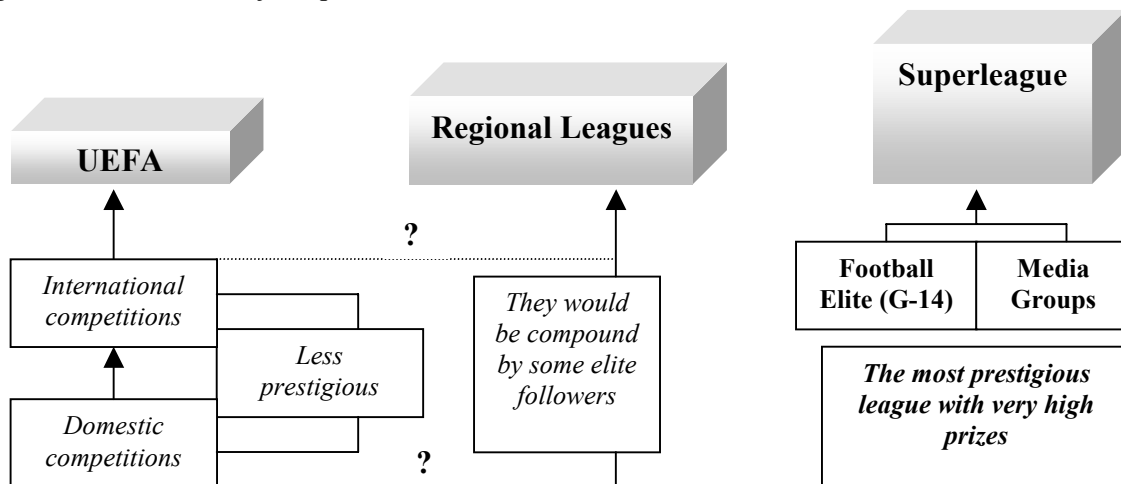 Superleague
Regional Leagues
UEFA
?
International
competitions
Less
prestigious
Domestic
competitions
?
They would
be compound
by some elite
followers
Football
Elite (G-14)
Media
Groups
The most prestigious
league with very high
prizes